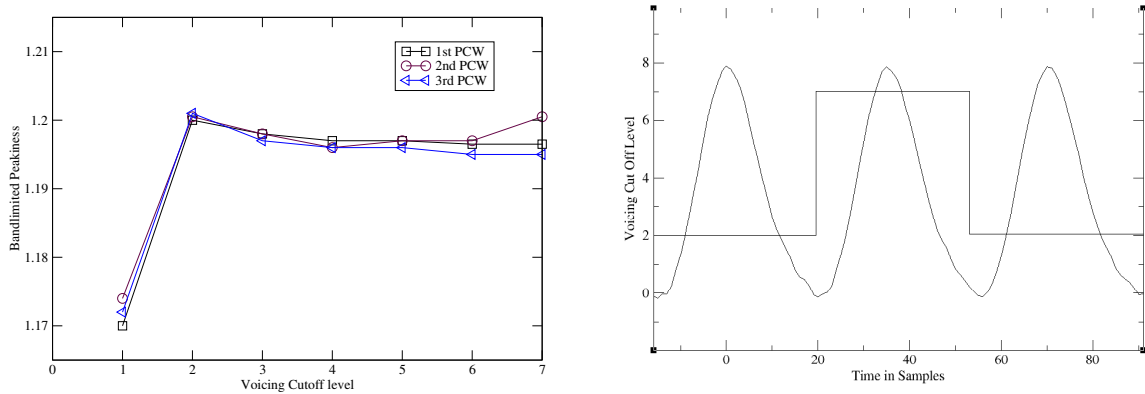 1.21
1.2
1.19
1.18
1.17
Bandlimited Peakiness
1st PCW
2nd PCW
3rd PCW
0 1 2 3 4 5 6 7
Voicing Cutoff level
8
6
4
2
0
Voicing Cut Off Level
0 20 40 60 80
Time in Samples